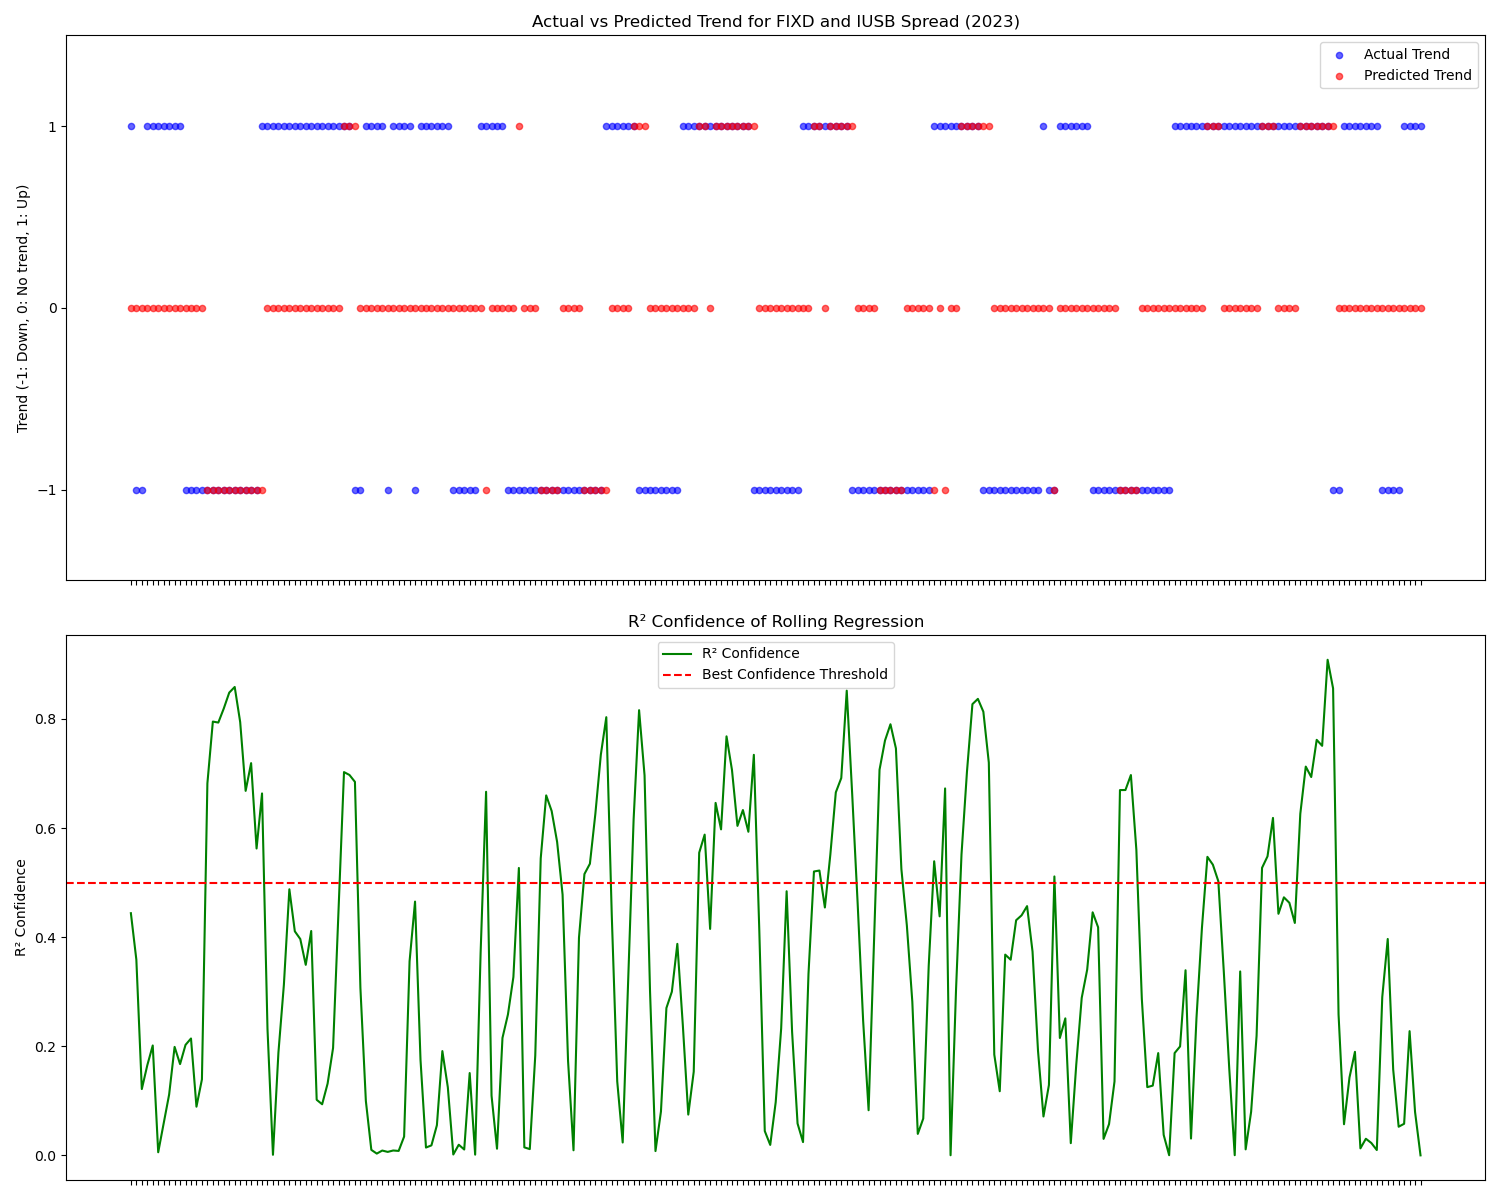 Actual vs Predicted Trend for FIXD and IUSB Spread (2023)
Actual Trend
Predicted Trend
Trend (-1: Down, 0: No trend, 1: Up)
1
0
−1
R² Confidence of Rolling Regression
R² Confidence
Best Confidence Threshold
R² Confidence
0.8
0.6
0.4
0.2
0.0